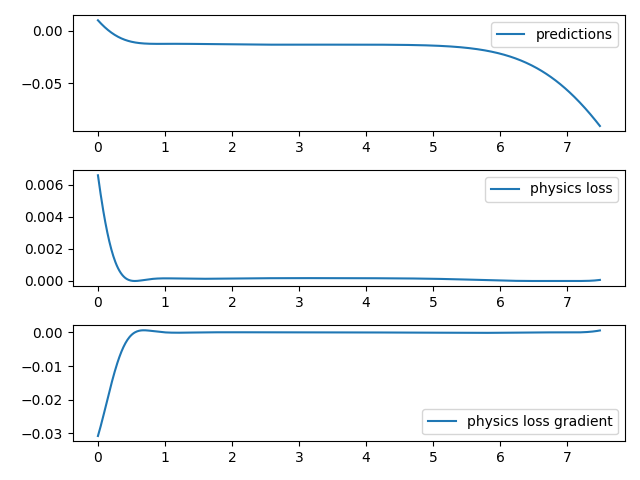 0.00
−0.05
predictions
0 1 2 3 4 5 6 7
0.006
0.004
0.002
0.000
physics loss
0 1 2 3 4 5 6 7
0.00
−0.01
−0.02
−0.03
physics loss gradient
0 1 2 3 4 5 6 7